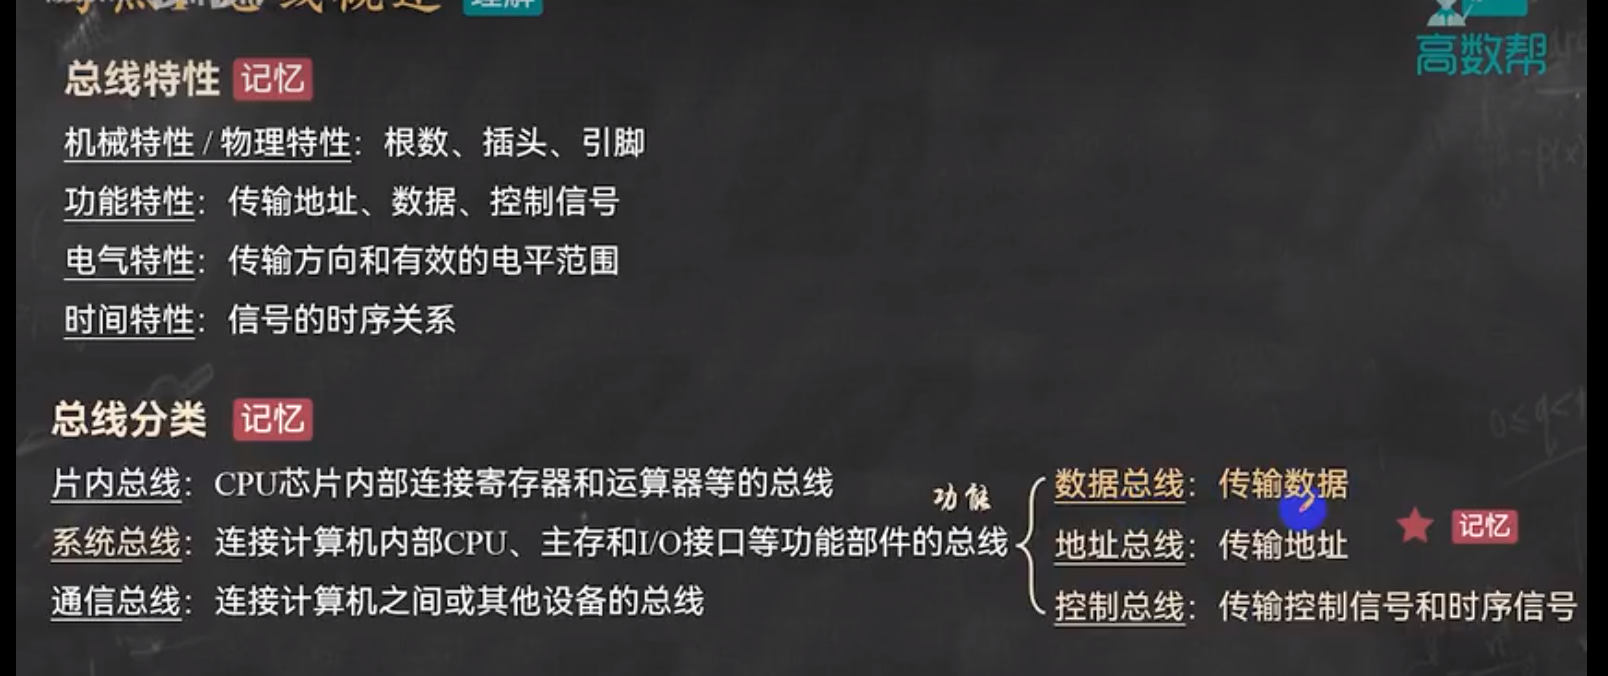 总线概述 理解
高数帮
总线特性 记忆
机械特性 / 物理特性：根数、插头、引脚
功能特性：传输地址、数据、控制信号
电气特性：传输方向和有效的电平范围
时间特性：信号的时序关系
总线分类 记忆
片内总线：CPU芯片内部连接寄存器和运算器等的总线
功能
系统总线：连接计算机内部CPU、主存和I/O接口等功能部件的总线
通信总线：连接计算机之间或其他设备的总线
数据总线：传输数据
地址总线：传输地址
记忆
控制总线：传输控制信号和时序信号